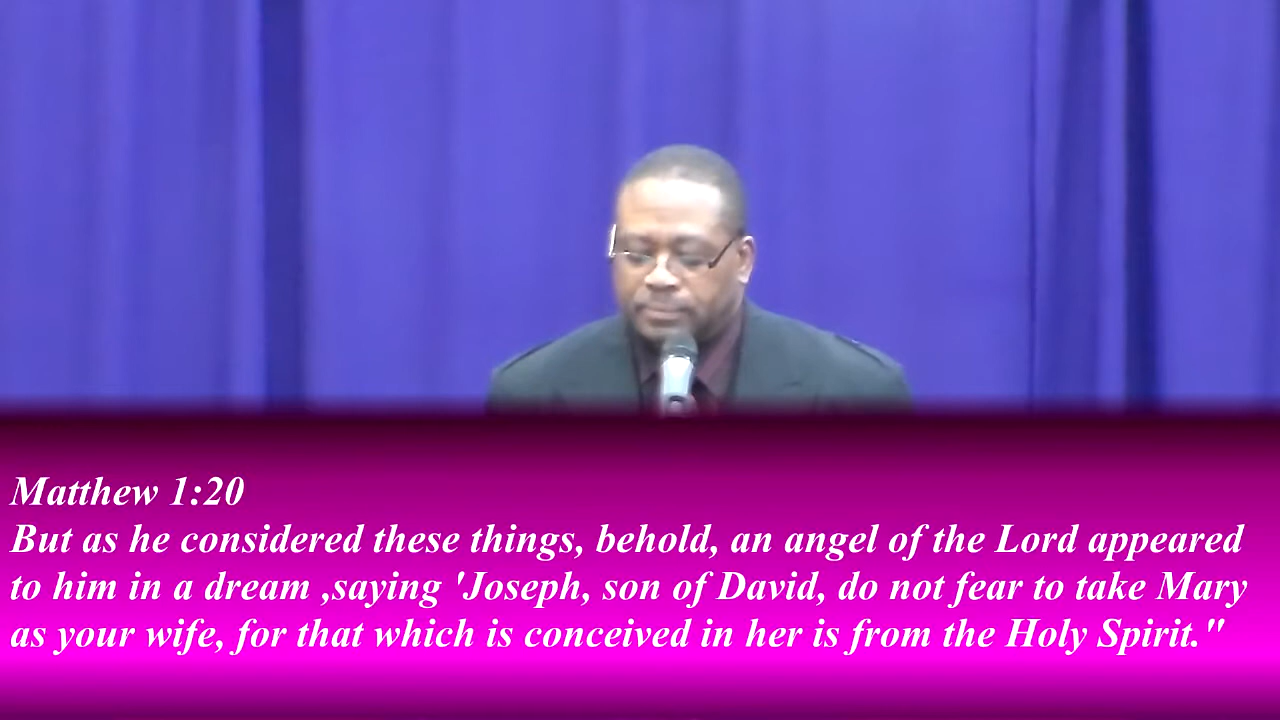 Matthew 1:20
But as he considered these things, behold, an angel of the Lord appeared
to him in a dream ,saying 'Joseph, son of David, do not fear to take Mary
as your wife, for that which is conceived in her is from the Holy Spirit."